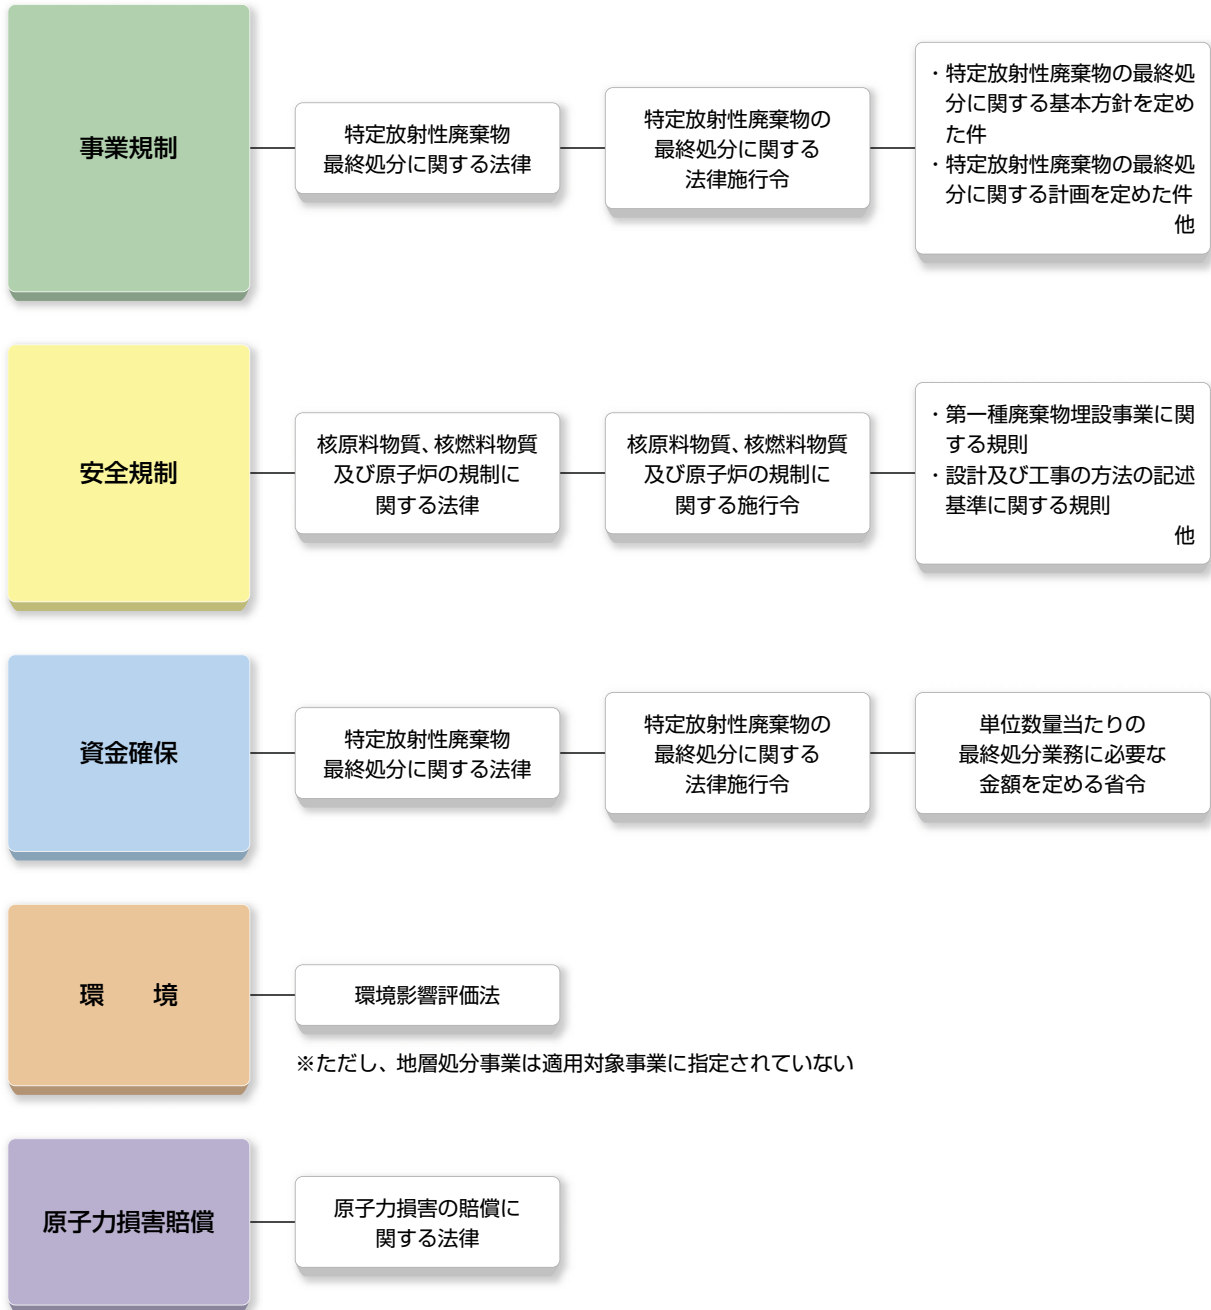 事業規制
特定放射性廃棄物
最終処分に関する法律
特定放射性廃棄物の
最終処分に関する
法律施行令
・特定放射性廃棄物の最終処
分に関する基本方針を定め
た件
・特定放射性廃棄物の最終処
分に関する計画を定めた件
他
安全規制
核原料物質、核燃料物質
及び原子炉の規制に
関する法律
核原料物質、核燃料物質
及び原子炉の規制に
関する施行令
・第一種廃棄物埋設事業に関
する規則
・設計及び工事の方法の記述
基準に関する規則
他
資金確保
特定放射性廃棄物
最終処分に関する法律
特定放射性廃棄物の
最終処分に関する
法律施行令
単位数量当たりの
最終処分業務に必要な
金額を定める省令
環　境
環境影響評価法
※ただし、地層処分事業は適用対象事業に指定されていない
原子力損害賠償
原子力損害の賠償に
関する法律